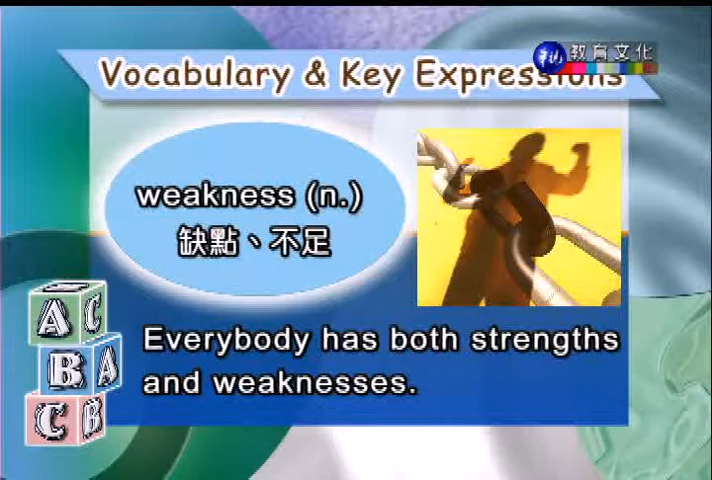 Vocabulary & Key Expressions
教育文化
weakness (n.)
缺點、不足
A C
B A
C B
Everybody has both strengths
and weaknesses.